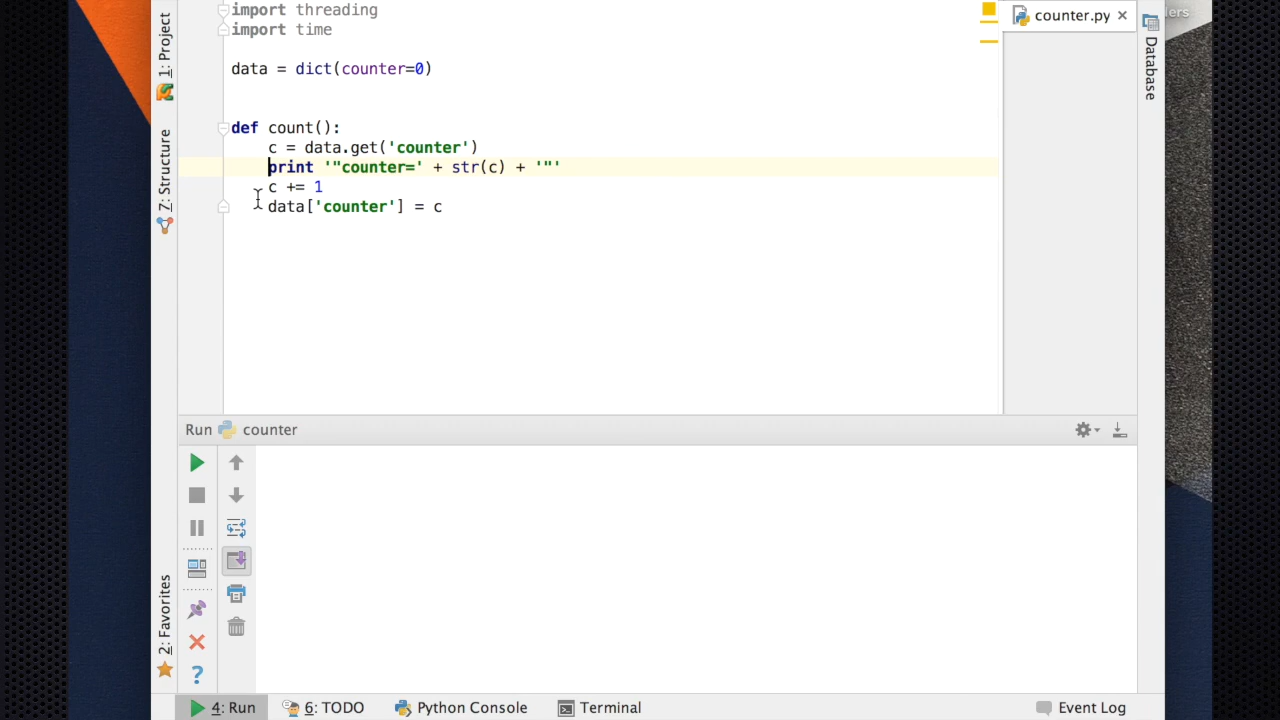 import threading
import time
data = dict(counter=0)
def count():
c = data.get('counter')
print '"counter=' + str(c) + '"'
c += 1
data['counter'] = c
counter.py
1: Project
7: Structure
2: Favorites
Database
Run counter
4: Run
6: TODO
Python Console
Terminal
Event Log